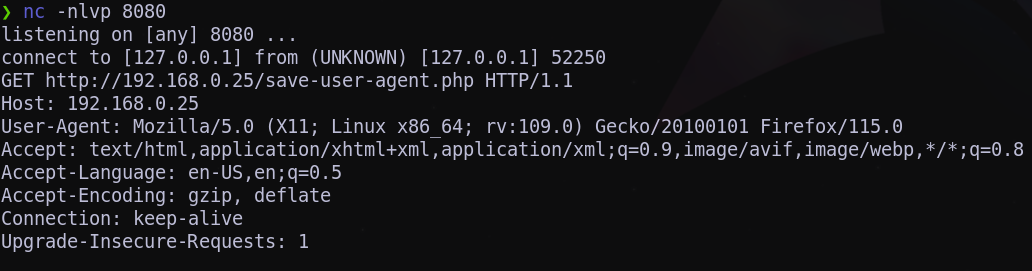 ❯ nc -nlvp 8080
listening on [any] 8080 ...
connect to [127.0.0.1] from (UNKNOWN) [127.0.0.1] 52250
GET http://192.168.0.25/save-user-agent.php HTTP/1.1
Host: 192.168.0.25
User-Agent: Mozilla/5.0 (X11; Linux x86_64; rv:109.0) Gecko/20100101 Firefox/115.0
Accept: text/html,application/xhtml+xml,application/xml;q=0.9,image/avif,image/webp,*/*;q=0.8
Accept-Language: en-US,en;q=0.5
Accept-Encoding: gzip, deflate
Connection: keep-alive
Upgrade-Insecure-Requests: 1